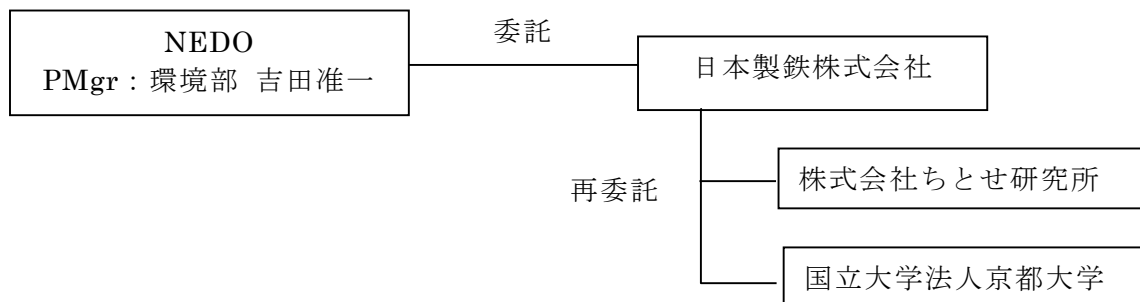 NEDO
PMgr:環境部 吉田准一
委託
日本製鉄株式会社
再委託
株式会社ちとせ研究所
国立大学法人京都大学